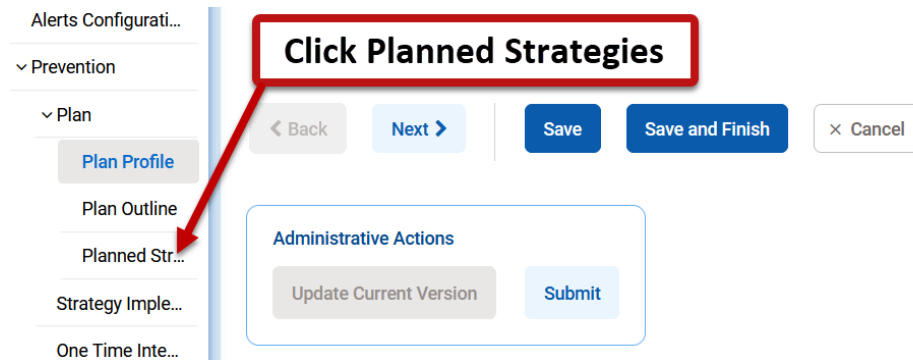 Alerts Configurati...
Click Planned Strategies
Prevention
Plan
Back
Next
Save
Save and Finish
× Cancel
Plan Profile
Plan Outline
Planned Str...
Strategy Imple...
One Time Inte...
Administrative Actions
Update Current Version
Submit